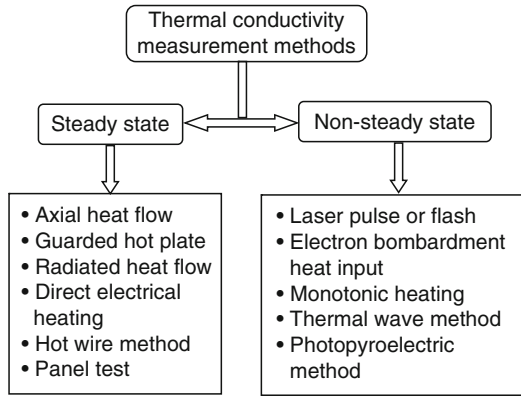 Thermal conductivity
measurement methods
Steady state
Non-steady state
• Axial heat flow
• Guarded hot plate
• Radiated heat flow
• Direct electrical
heating
• Hot wire method
• Panel test
• Laser pulse or flash
• Electron bombardment
heat input
• Monotonic heating
• Thermal wave method
• Photopyroelectric
method